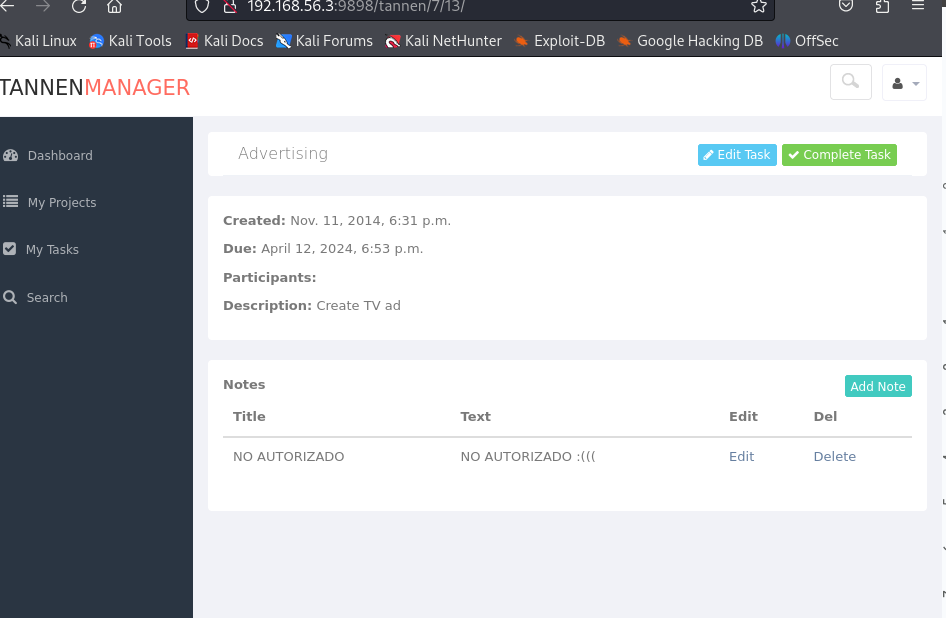 192.168.56.3:9898/tannen/7/13/
Kali Linux Kali Tools Kali Docs Kali Forums Kali NetHunter Exploit-DB Google Hacking DB OffSec
TANNENMANAGER
Dashboard
My Projects
My Tasks
Search
Advertising Edit Task Complete Task
Created: Nov. 11, 2014, 6:31 p.m.
Due: April 12, 2024, 6:53 p.m.
Participants:
Description: Create TV ad
Notes Add Note
Title Text Edit Del
NO AUTORIZADO NO AUTORIZADO :((( Edit Delete